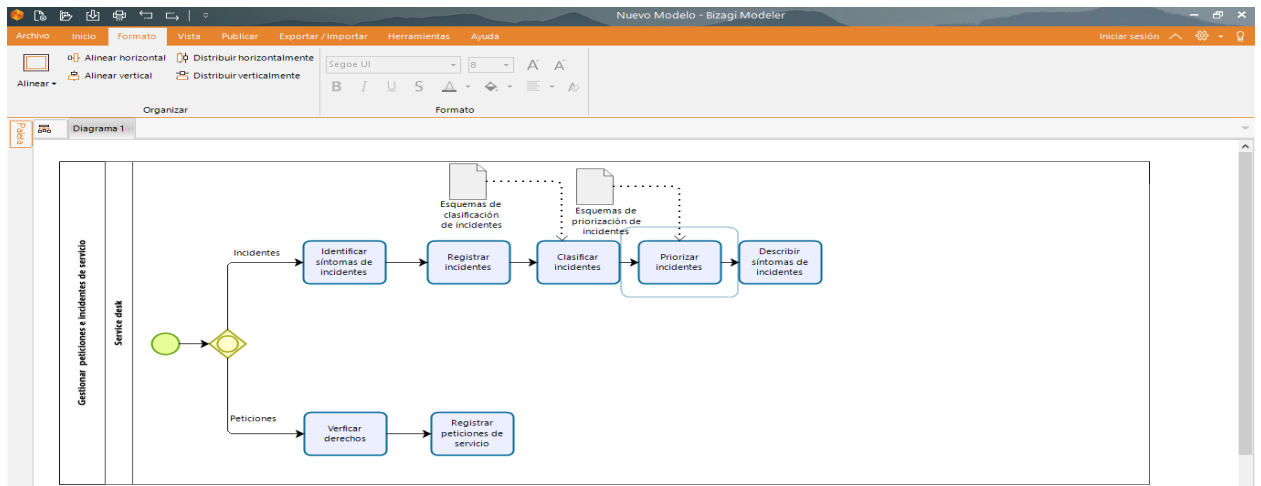 Nuevo Modelo - Bizagi Modeler
Archivo Inicio Formato Vista Publicar Exportar / Importar Herramientas Ayuda Iniciar sesión
Alinear
Alinear horizontal
Alinear vertical
Distribuir horizontalmente
Distribuir verticalmente
Organizar
Segoe UI 8 A A
B I U S A
Formato
Paleta
Diagrama 1
Gestionar peticiones e incidentes de servicio
Service desk
Esquemas de
clasificación
de incidentes
Esquemas de
priorización de
incidentes
Incidentes
Identificar
síntomas de
incidentes
Registrar
incidentes
Clasificar
incidentes
Priorizar
incidentes
Describir
síntomas de
incidentes
Peticiones
Verficar
derechos
Registrar
peticiones de
servicio